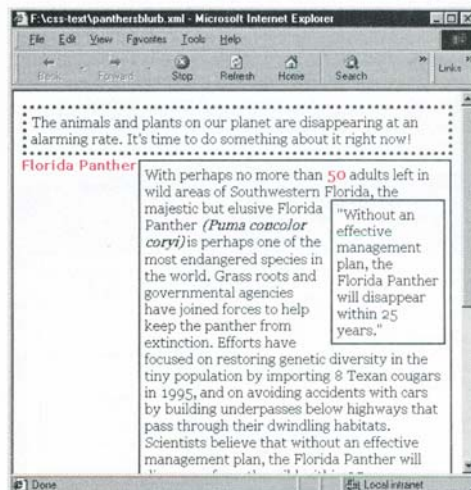 F:\css-text\panthersblurb.xml - Microsoft Internet Explorer
File Edit View Favorites Tools Help
Back Forward Stop Refresh Home Search » Links »
The animals and plants on our planet are disappearing at an
alarming rate. It's time to do something about it right now!
Florida Panther
With perhaps no more than 50 adults left in
wild areas of Southwestern Florida, the
majestic but elusive Florida
Panther (Puma concolor
coryi) is perhaps one of the
most endangered species in
the world. Grass roots and
governmental agencies
have joined forces to help
keep the panther from
extinction. Efforts have
"Without an
effective
management
plan, the
Florida Panther
will disappear
within 25
years."
focused on restoring genetic diversity in the
tiny population by importing 8 Texan cougars
in 1995, and on avoiding accidents with cars
by building underpasses below highways that
pass through their dwindling habitats.
Scientists believe that without an effective
management plan, the Florida Panther will
Done Local intranet